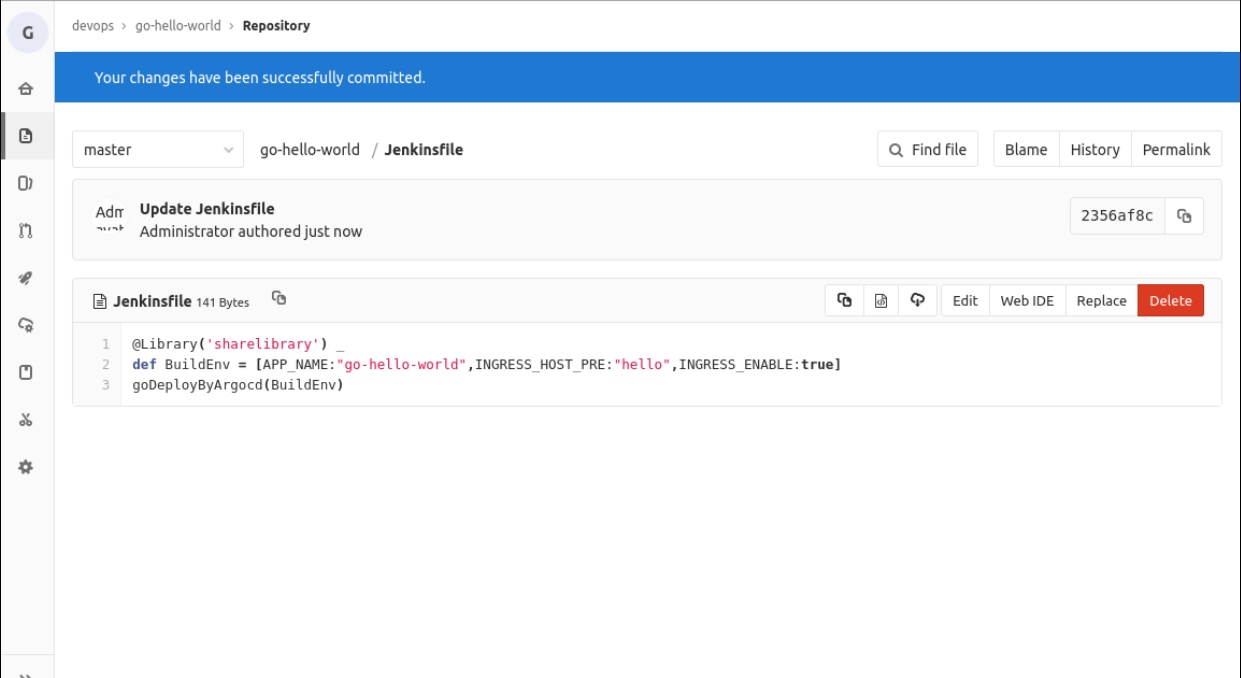 G
devops › go-hello-world › Repository
Your changes have been successfully committed.
master go-hello-world / Jenkinsfile Find file Blame History Permalink
Update Jenkinsfile
Administrator authored just now
2356af8c
Jenkinsfile 141 Bytes Edit Web IDE Replace Delete
1 @Library('sharelibrary') _
2 def BuildEnv = [APP_NAME:"go-hello-world",INGRESS_HOST_PRE:"hello",INGRESS_ENABLE:true]
3 goDeployByArgocd(BuildEnv)